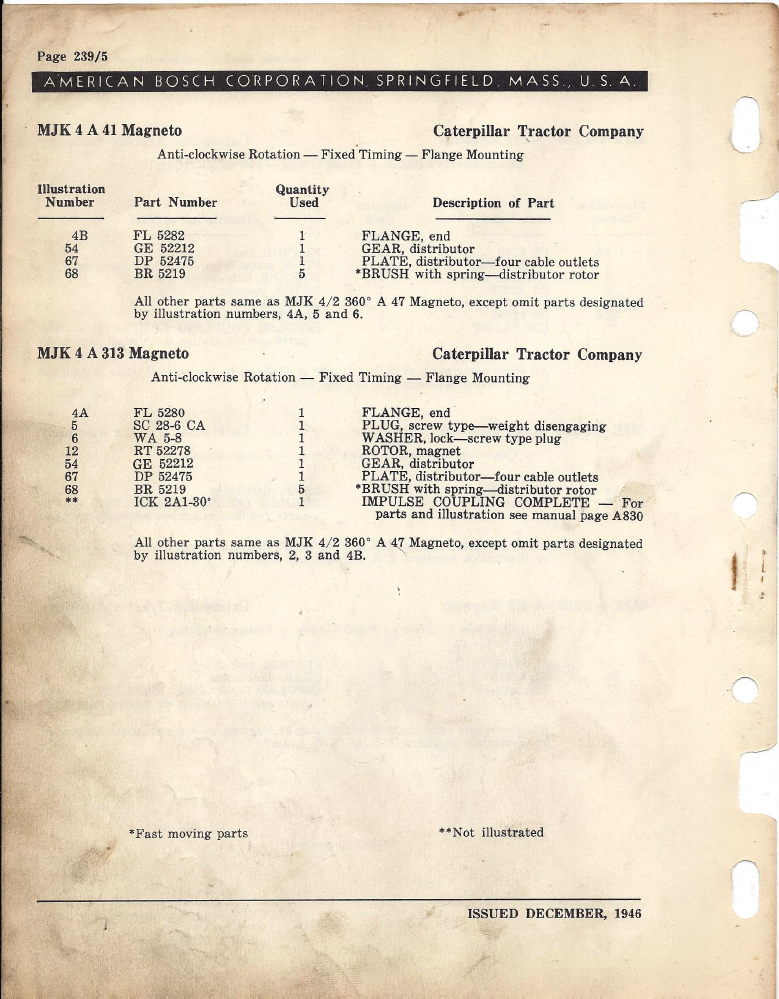 Page 239/5
AMERICAN BOSCH CORPORATION, SPRINGFIELD, MASS., U. S. A.
MJK 4 A 41 Magneto Caterpillar Tractor Company
Anti-clockwise Rotation — Fixed Timing — Flange Mounting
Illustration Number Part Number Quantity Used Description of Part
4B FL 5282 1 FLANGE, end
54 GE 52212 1 GEAR, distributor
67 DP 52475 1 PLATE, distributor—four cable outlets
68 BR 5219 5 *BRUSH with spring—distributor rotor
All other parts same as MJK 4/2 360° A 47 Magneto, except omit parts designated
by illustration numbers, 4A, 5 and 6.
MJK 4 A 313 Magneto Caterpillar Tractor Company
Anti-clockwise Rotation — Fixed Timing — Flange Mounting
4A FL 5280 1 FLANGE, end
5 SC 28-6 CA 1 PLUG, screw type—weight disengaging
6 WA 5-8 1 WASHER, lock—screw type plug
12 RT 52278 1 ROTOR, magnet
54 GE 52212 1 GEAR, distributor
67 DP 52475 1 PLATE, distributor—four cable outlets
68 BR 5219 5 *BRUSH with spring—distributor rotor
** ICK 2A1-30° 1 IMPULSE COUPLING COMPLETE — For
parts and illustration see manual page A830
All other parts same as MJK 4/2 360° A 47 Magneto, except omit parts designated
by illustration numbers, 2, 3 and 4B.
*Fast moving parts **Not illustrated
ISSUED DECEMBER, 1946